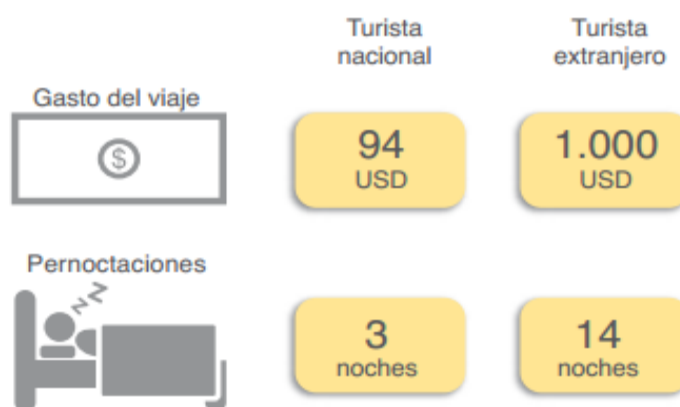 Turista
nacional
Turista
extranjero
Gasto del viaje
$
94
USD
1.000
USD
Pernoctaciones
z z z
3
noches
14
noches